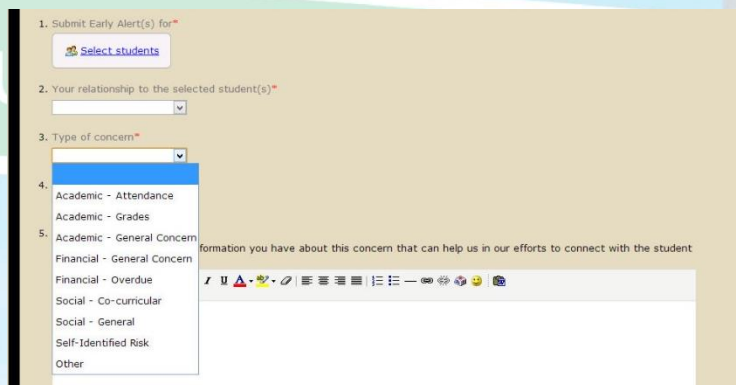 1. Submit Early Alert(s) for*
Select students
2. Your relationship to the selected student(s)*
3. Type of concern*
4.
Academic - Attendance
Academic - Grades
5.
Academic - General Concern
formation you have about this concern that can help us in our efforts to connect with the student
Financial - General Concern
Financial - Overdue
I U A
Social - Co-curricular
Social - General
Self-Identified Risk
Other